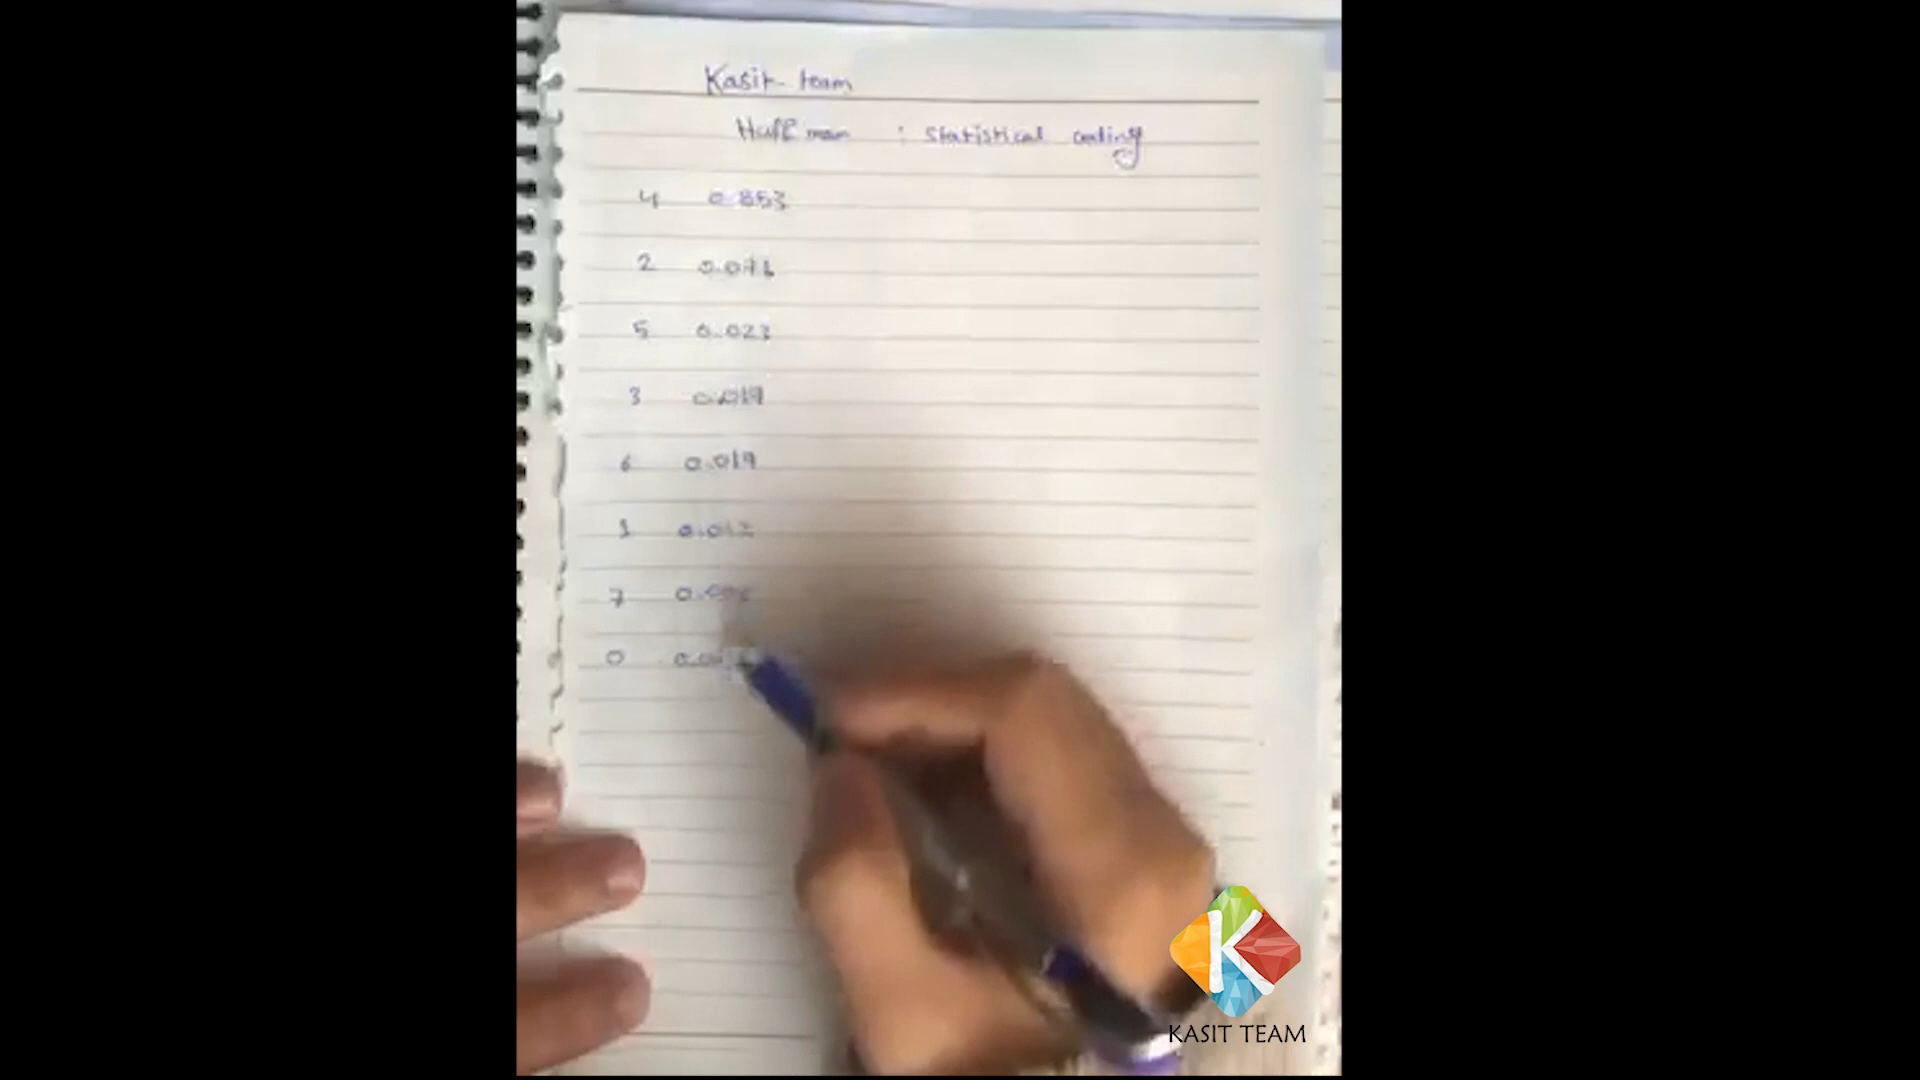 Kasit-team
Huffman : statistical coding
4 0.853
2 0.071
5 0.023
3 0.019
6 0.019
1 0.012
7
0
K
KASIT TEAM